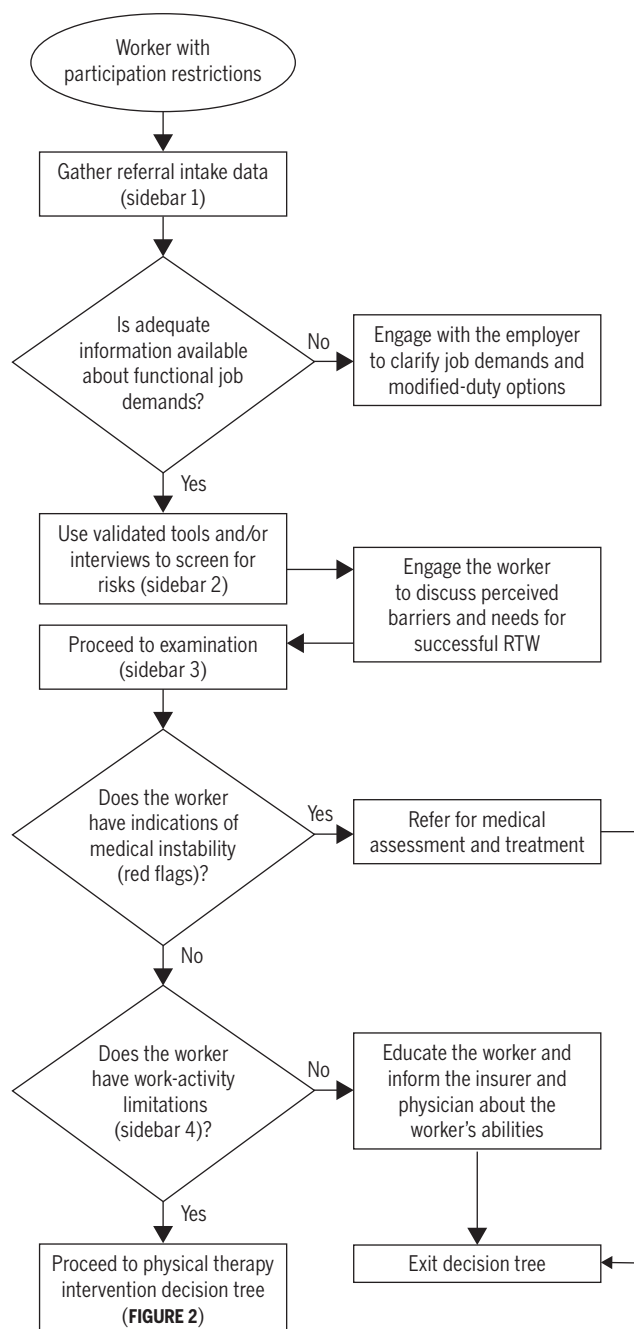 Worker with
participation restrictions
Gather referral intake data
(sidebar 1)
Is adequate
information available
about functional job
demands?
No
Engage with the employer
to clarify job demands and
modified-duty options
Yes
Use validated tools and/or
interviews to screen for
risks (sidebar 2)
Engage the worker
to discuss perceived
barriers and needs for
successful RTW
Proceed to examination
(sidebar 3)
Does the worker
have indications of
medical instability
(red flags)?
Yes
Refer for medical
assessment and treatment
No
Does the worker
have work-activity
limitations
(sidebar 4)?
No
Educate the worker and
inform the insurer and
physician about the
worker's abilities
Yes
Proceed to physical therapy
intervention decision tree
(FIGURE 2)
Exit decision tree